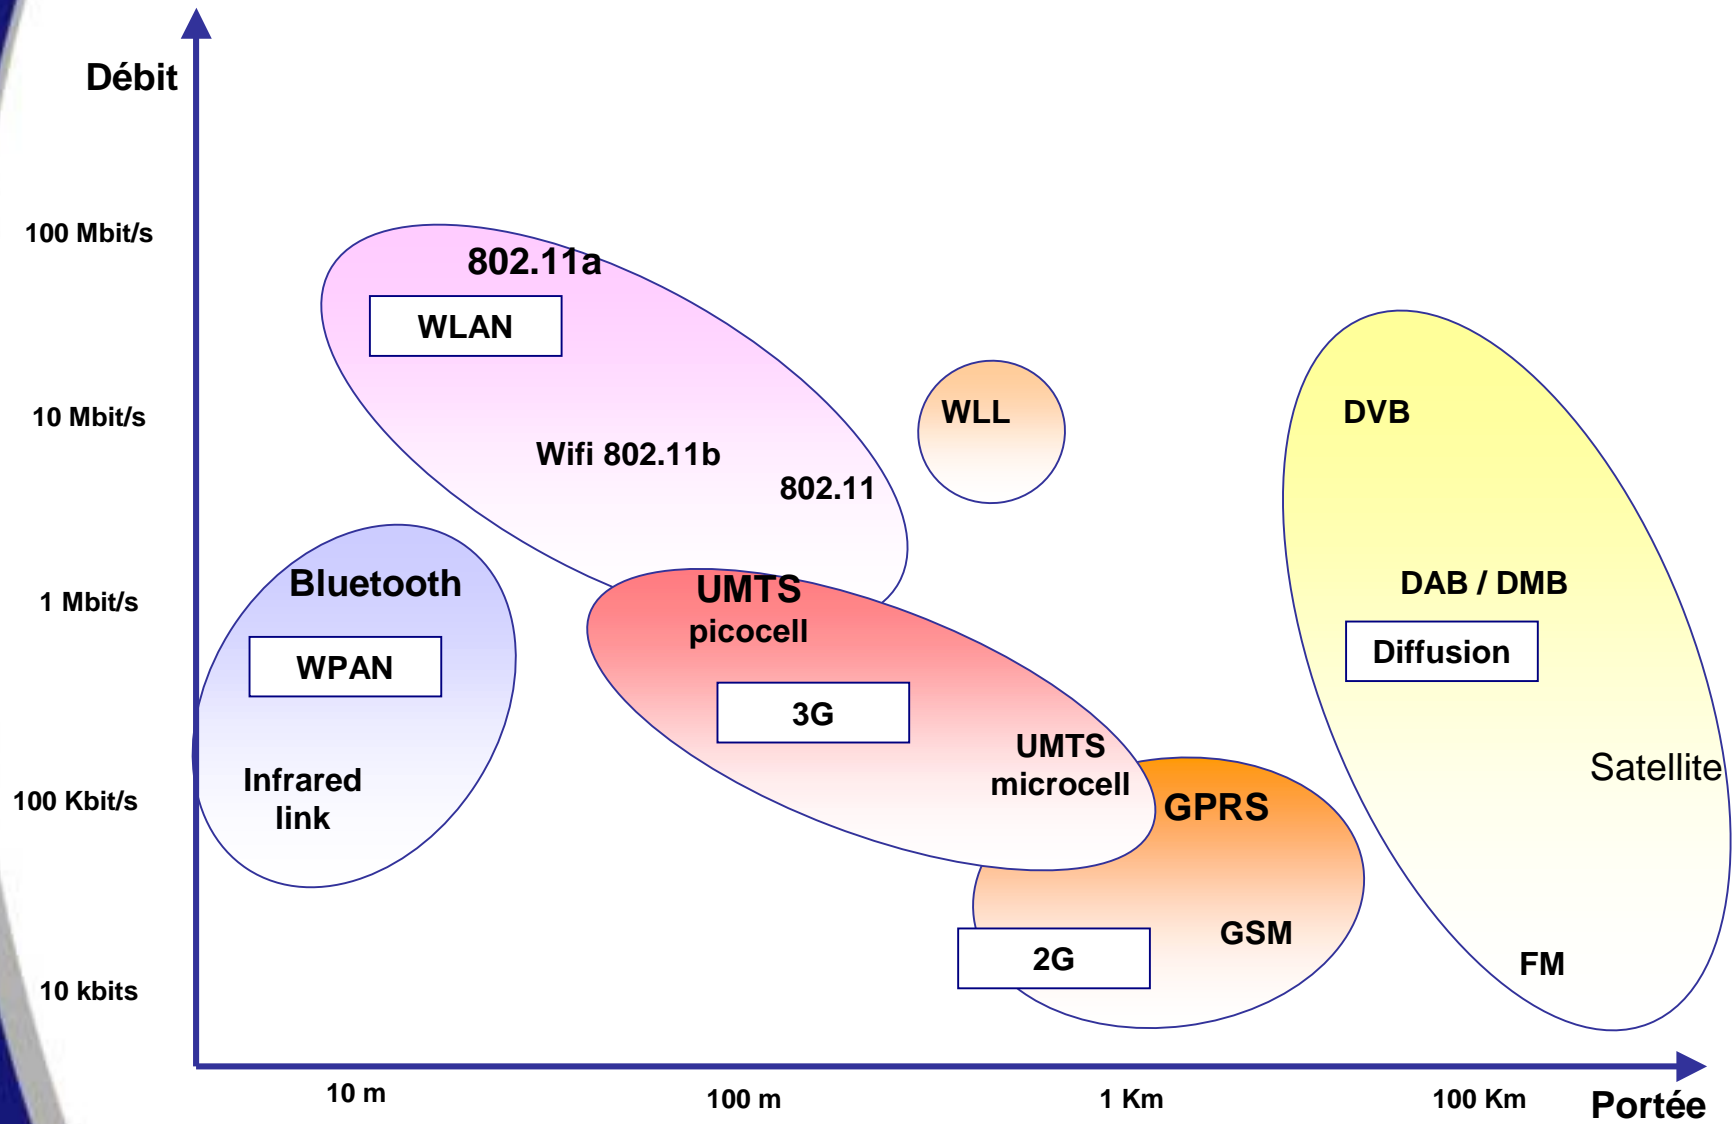 Débit
100 Mbit/s
802.11a
WLAN
10 Mbit/s
WLL
DVB
Wifi 802.11b
802.11
Bluetooth
1 Mbit/s
UMTS
picocell
DAB / DMB
WPAN
Diffusion
3G
UMTS
microcell
Satellite
Infrared
link
100 Kbit/s
GPRS
GSM
2G
FM
10 kbits
10 m
100 m
1 Km
100 Km
Portée